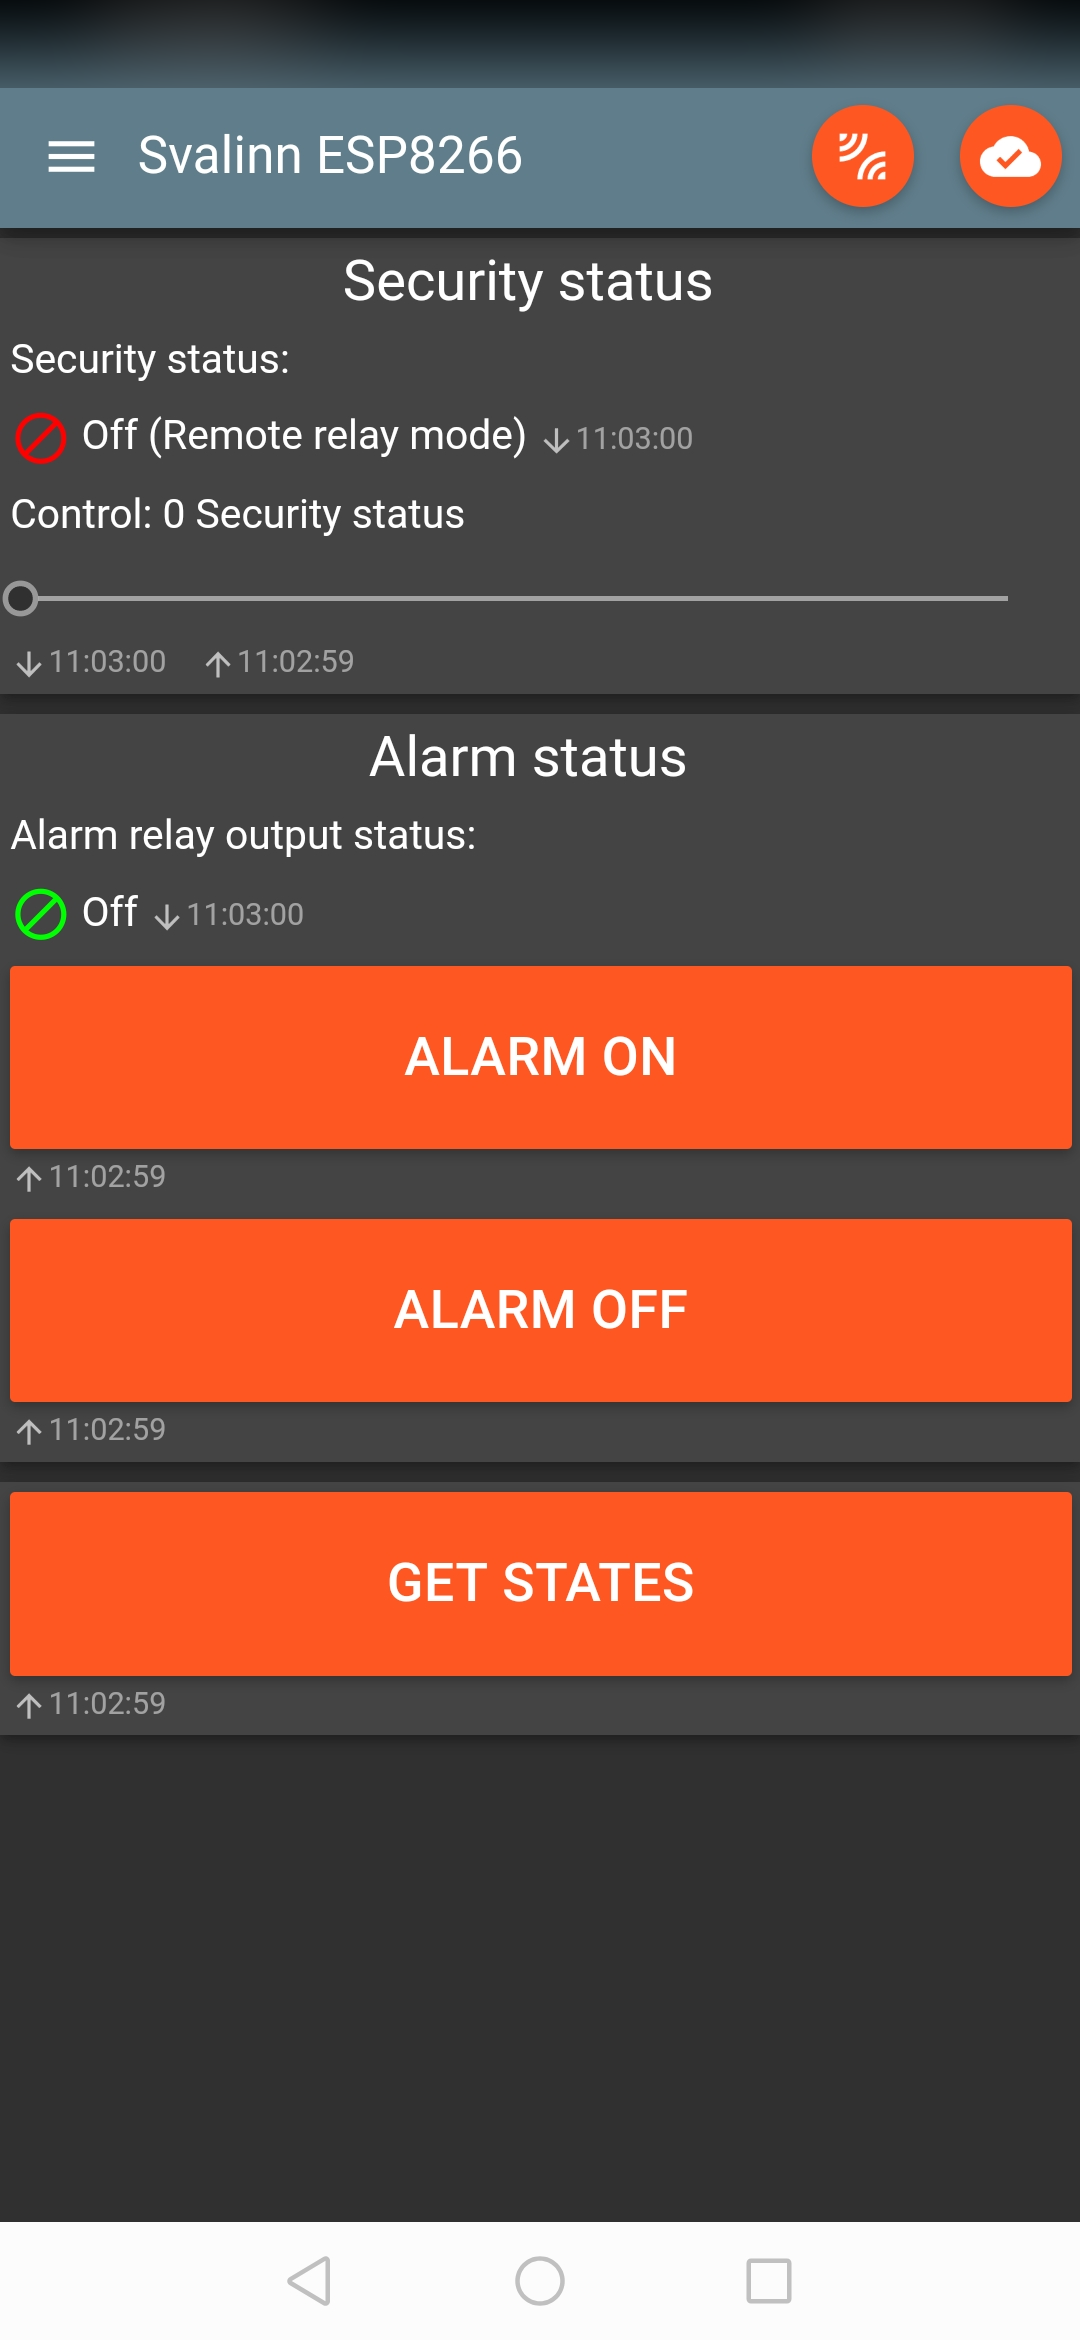 Svalinn ESP8266
Security status
Security status:
Off (Remote relay mode) 11:03:00
Control: 0 Security status
11:03:00 11:02:59
Alarm status
Alarm relay output status:
Off 11:03:00
ALARM ON
11:02:59
ALARM OFF
11:02:59
GET STATES
11:02:59